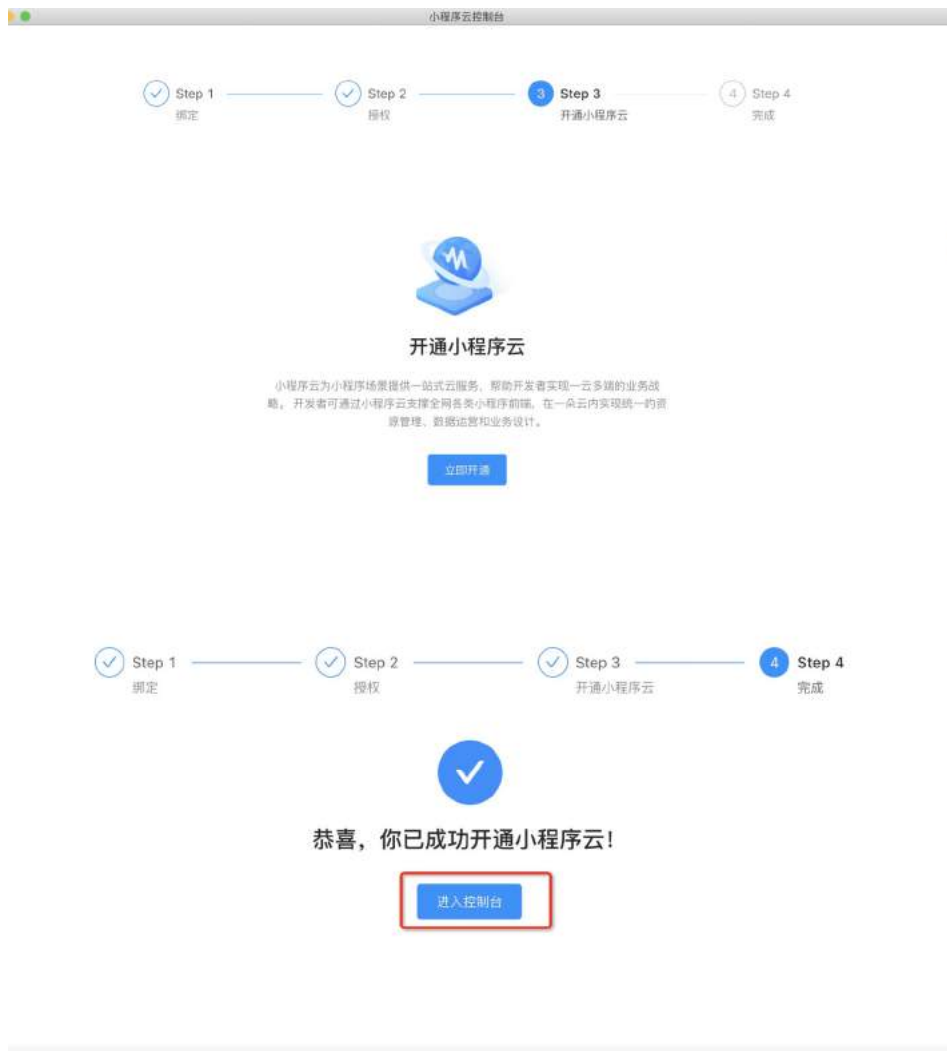 小程序云控制台
Step 1
Step 2
3 Step 3
4 Step 4
绑定
授权
开通小程序云
完成
开通小程序云
小程序云为小程序场景提供一站式云服务，帮助开发者实现一云多端的业务战
略。开发者可通过小程序云支撑全网各类小程序前端，在一朵云内实现统一的资
源管理、数据运营和业务设计。
立即开通
Step 1
Step 2
Step 3
4 Step 4
绑定
授权
开通小程序云
完成
恭喜，你已成功开通小程序云！
进入控制台